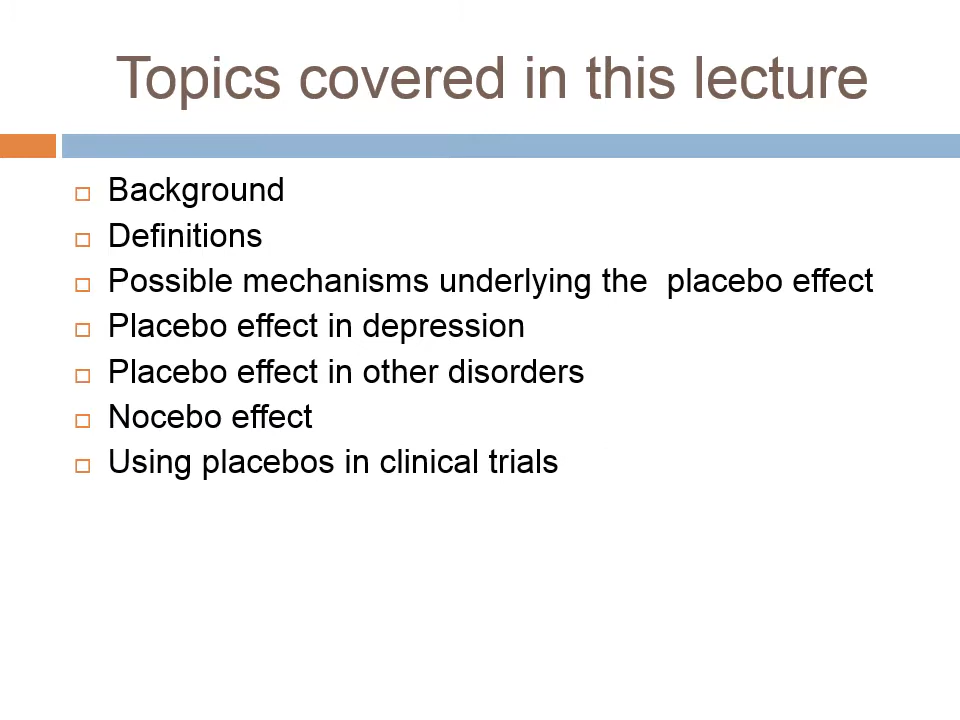 Topics covered in this lecture
Background
Definitions
Possible mechanisms underlying the  placebo effect
Placebo effect in depression
Placebo effect in other disorders
Nocebo effect
Using placebos in clinical trials